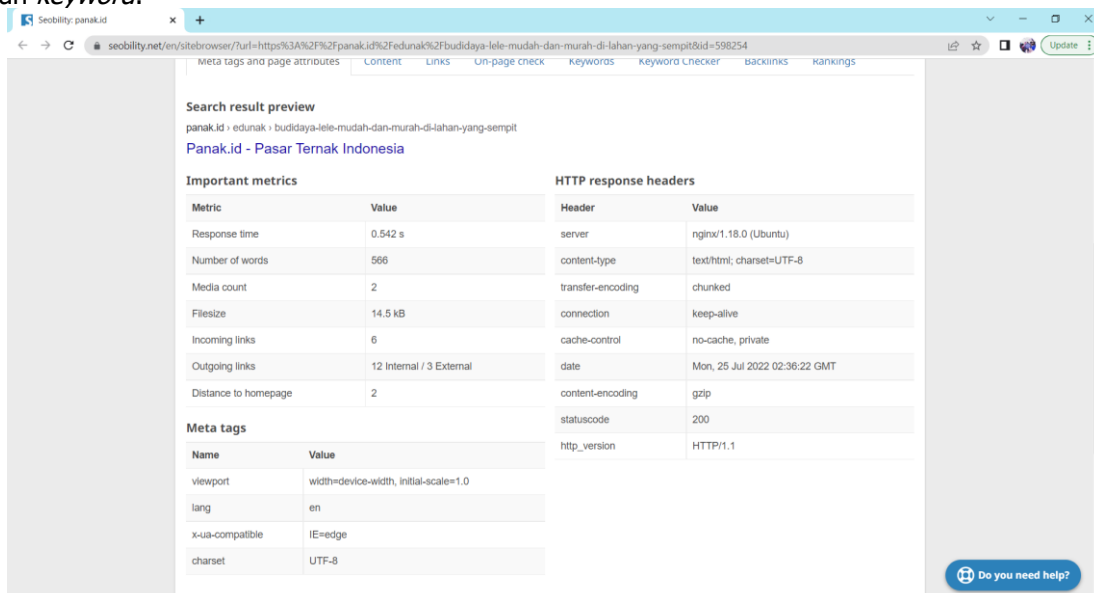 an keyword.
Seobility: panak.id
seobility.net/en/sitebrowser/?url=https%3A%2F%2Fpanak.id%2Fedunak%2Fbudidaya-lele-mudah-dan-murah-di-lahan-yang-sempit&id=598254
Update
Meta tags and page attributes Content Links On-page check Keywords Keyword Checker Backlinks Rankings
Search result preview
panak.id › edunak › budidaya-lele-mudah-dan-murah-di-lahan-yang-sempit
Panak.id - Pasar Ternak Indonesia
Important metrics
Metric Value
Response time 0.542 s
Number of words 566
Media count 2
Filesize 14.5 kB
Incoming links 6
Outgoing links 12 Internal / 3 External
Distance to homepage 2
Meta tags
Name Value
viewport width=device-width, initial-scale=1.0
lang en
x-ua-compatible IE=edge
charset UTF-8
HTTP response headers
Header Value
server nginx/1.18.0 (Ubuntu)
content-type text/html; charset=UTF-8
transfer-encoding chunked
connection keep-alive
cache-control no-cache, private
date Mon, 25 Jul 2022 02:36:22 GMT
content-encoding gzip
statuscode 200
http_version HTTP/1.1
Do you need help?